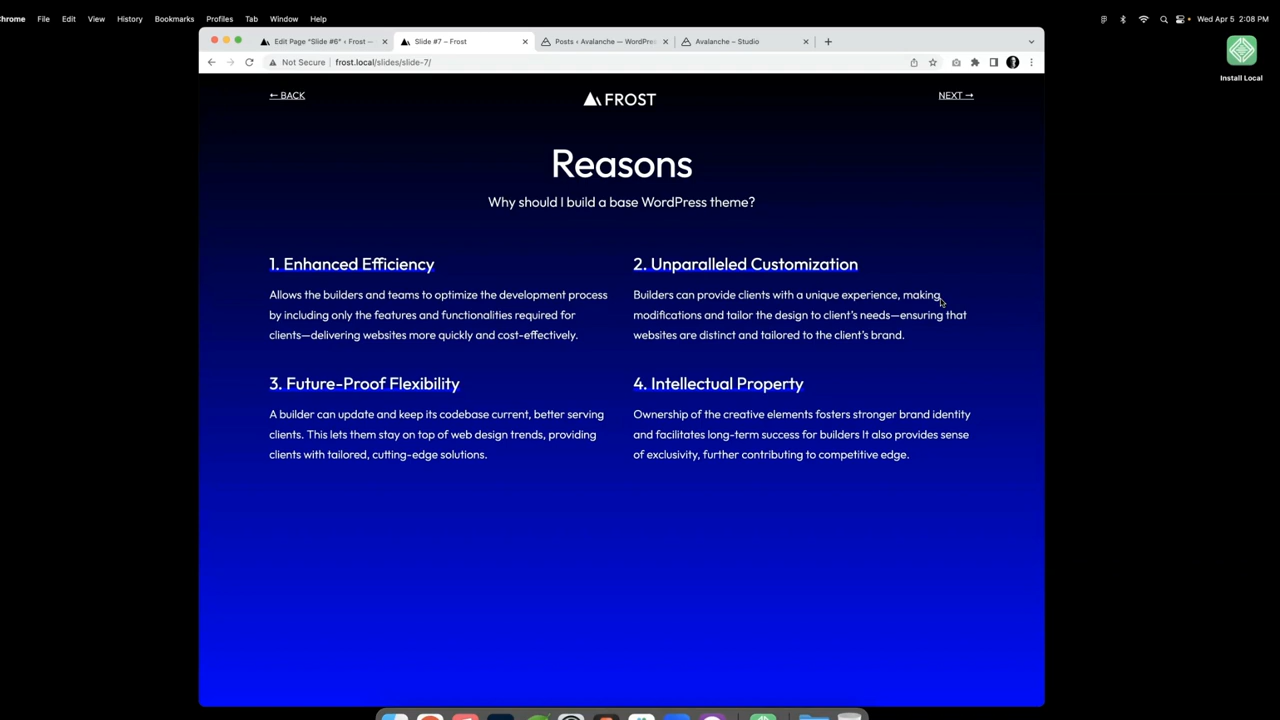 Chrome File Edit View History Bookmarks Profiles Tab Window Help Wed Apr 5 2:08 PM
Edit Page "Slide #6" ‹ Frost — Slide #7 – Frost Posts ‹ Avalanche — WordPres Avalanche – Studio
Not Secure frost.local/slides/slide-7/
Install Local
← BACK FROST NEXT →
Reasons
Why should I build a base WordPress theme?
1. Enhanced Efficiency
Allows the builders and teams to optimize the development process
by including only the features and functionalities required for
clients—delivering websites more quickly and cost-effectively.
2. Unparalleled Customization
Builders can provide clients with a unique experience, making
modifications and tailor the design to client's needs—ensuring that
websites are distinct and tailored to the client's brand.
3. Future-Proof Flexibility
A builder can update and keep its codebase current, better serving
clients. This lets them stay on top of web design trends, providing
clients with tailored, cutting-edge solutions.
4. Intellectual Property
Ownership of the creative elements fosters stronger brand identity
and facilitates long-term success for builders It also provides sense
of exclusivity, further contributing to competitive edge.